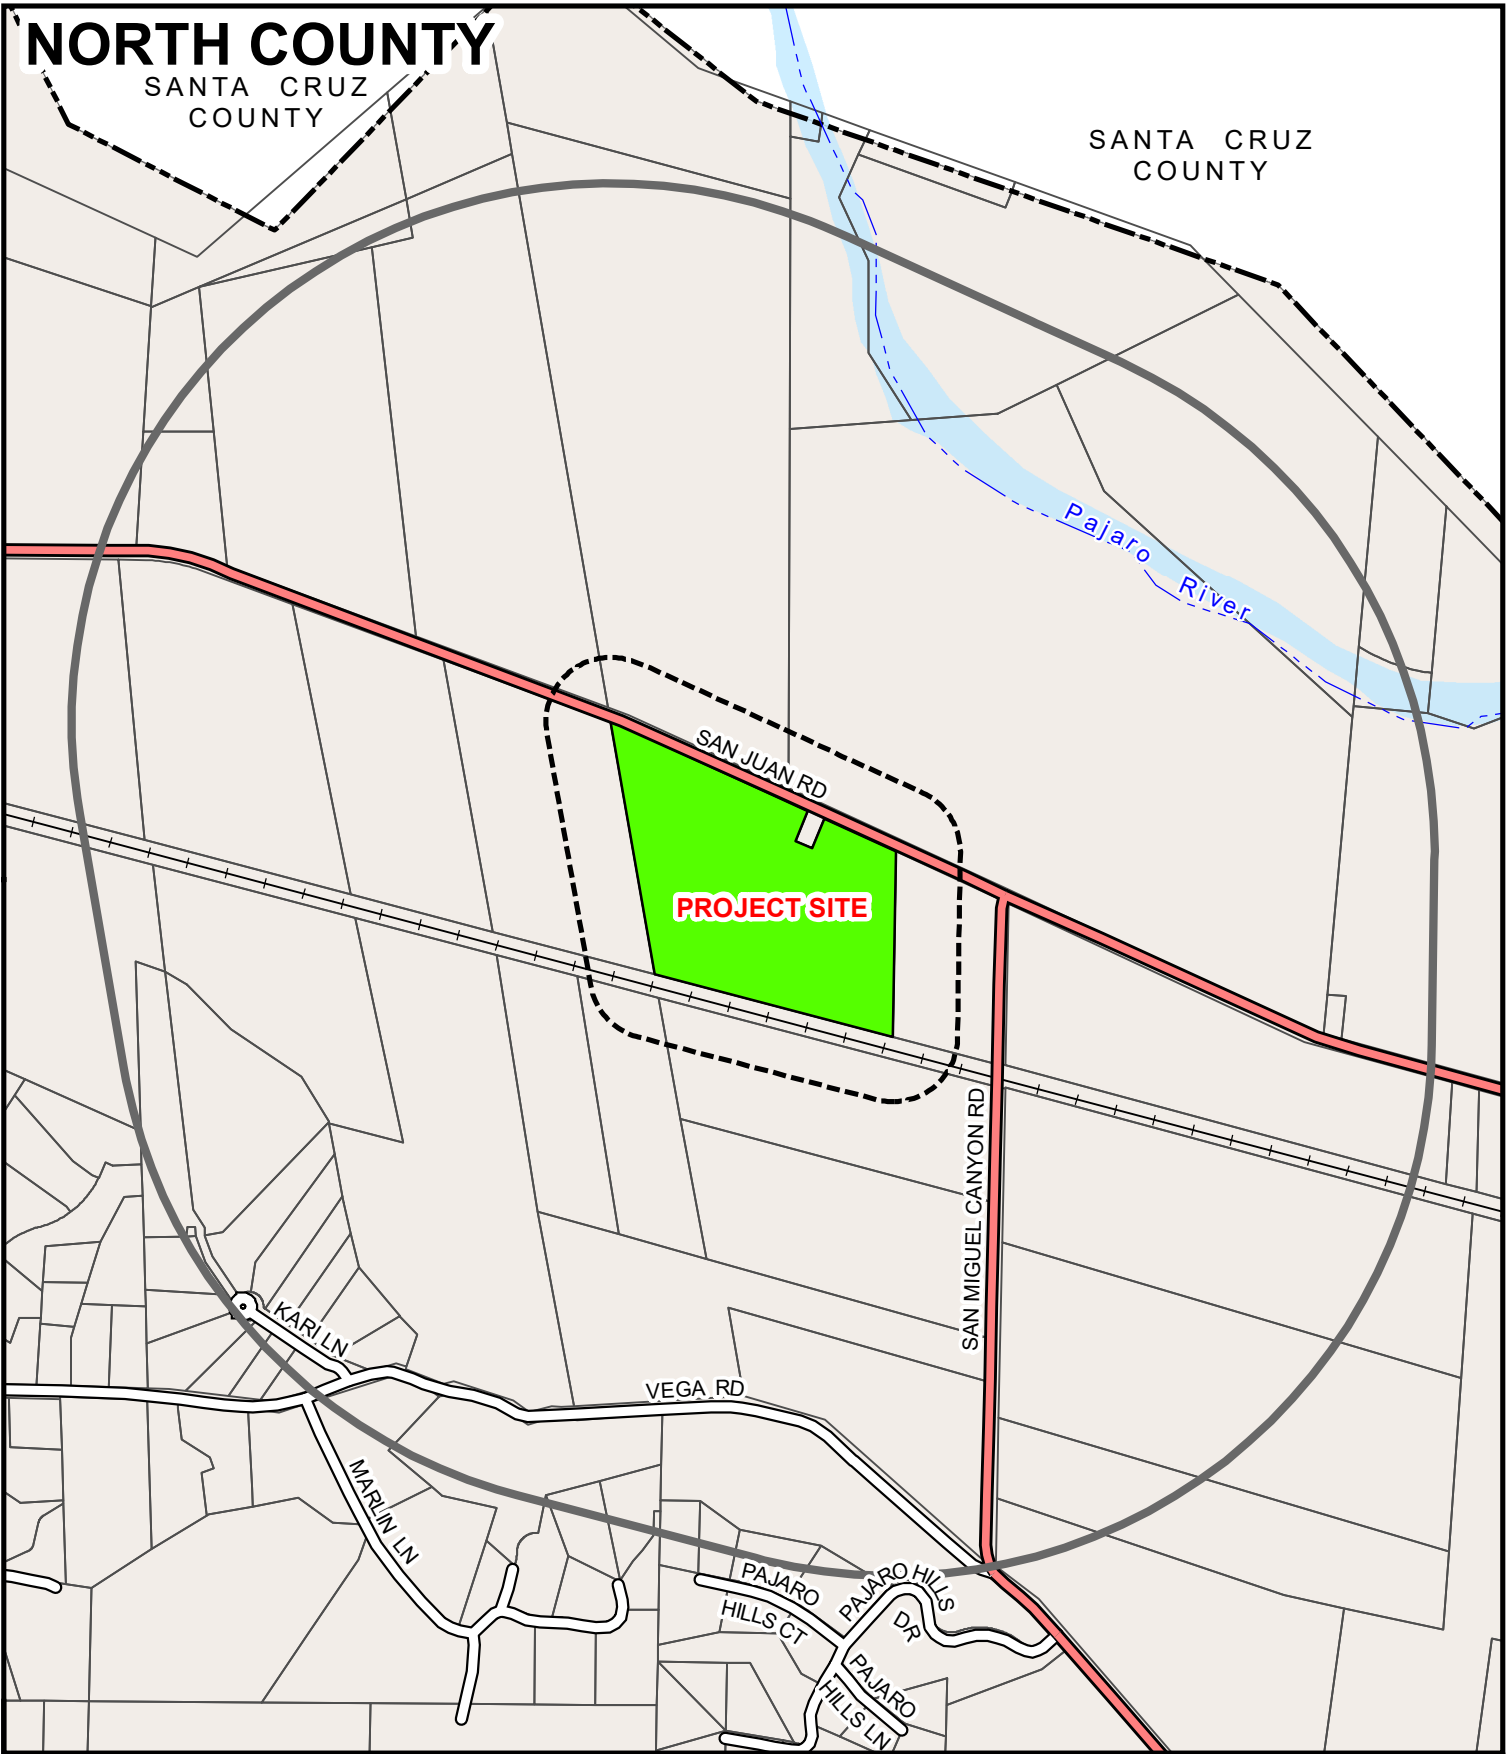 NORTH COUNTY
SANTA CRUZ
COUNTY
SANTA CRUZ
COUNTY
Pajaro
River
SAN JUAN RD
PROJECT SITE
SAN MIGUEL CANYON RD
KARI LN
VEGA RD
MARLIN LN
PAJARO
HILLS CT
PAJARO HILLS
DR
PAJARO
HILLS LN